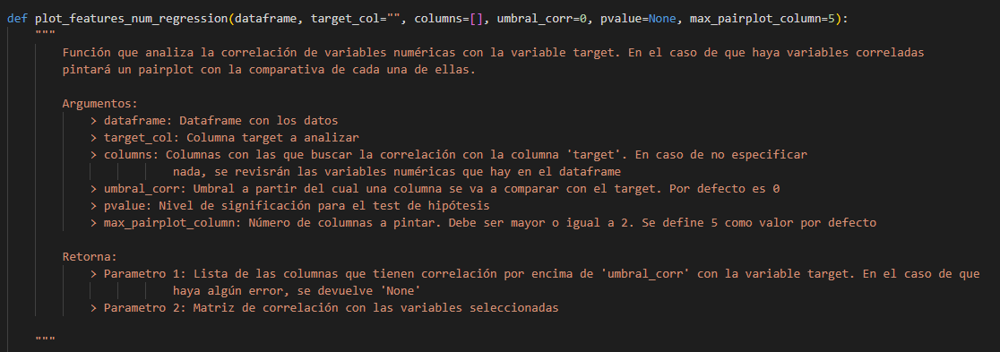 def plot_features_num_regression(dataframe, target_col="", columns=[], umbral_corr=0, pvalue=None, max_pairplot_column=5):
"""
Función que analiza la correlación de variables numéricas con la variable target. En el caso de que haya variables correladas
pintará un pairplot con la comparativa de cada una de ellas.
Argumentos:
> dataframe: Dataframe con los datos
> target_col: Columna target a analizar
> columns: Columnas con las que buscar la correlación con la columna 'target'. En caso de no especificar
nada, se revisrán las variables numéricas que hay en el dataframe
> umbral_corr: Umbral a partir del cual una columna se va a comparar con el target. Por defecto es 0
> pvalue: Nivel de significación para el test de hipótesis
> max_pairplot_column: Número de columnas a pintar. Debe ser mayor o igual a 2. Se define 5 como valor por defecto
Retorna:
> Parametro 1: Lista de las columnas que tienen correlación por encima de 'umbral_corr' con la variable target. En el caso de que
haya algún error, se devuelve 'None'
> Parametro 2: Matriz de correlación con las variables seleccionadas
"""